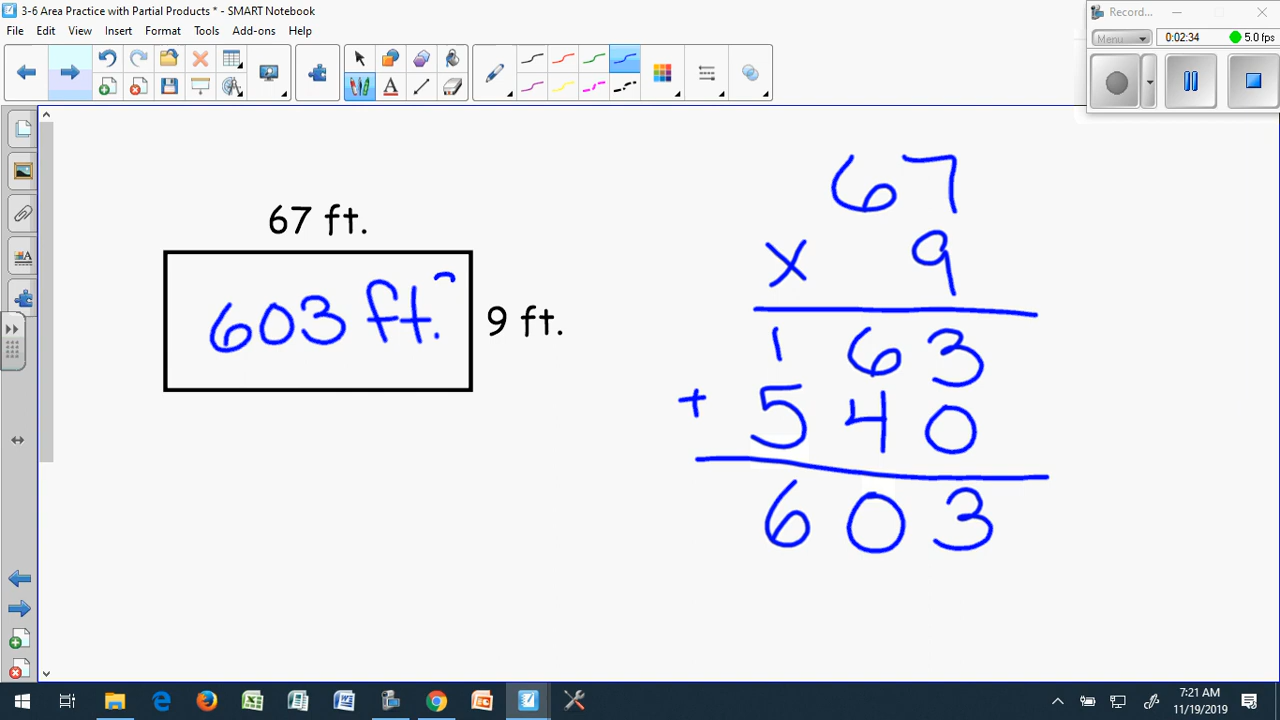 3-6 Area Practice with Partial Products * - SMART Notebook
Record...
File Edit View Insert Format Tools Add-ons Help
Menu 0:02:34 5.0 fps
67 ft.
603 ft.
9 ft.
67
x 9
1 63
+ 540
603
7:21 AM
11/19/2019